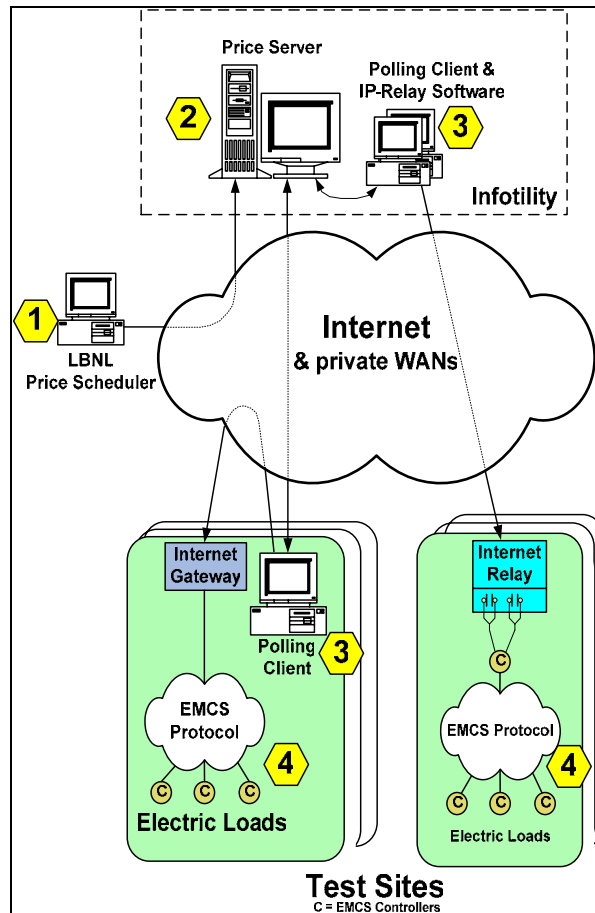 Price Server
Polling Client &
IP-Relay Software
2
3
Infotility
1
LBNL
Price Scheduler
Internet
& private WANs
Internet
Gateway
Polling
Client
3
EMCS
Protocol
4
C C C
Electric Loads
Internet
Relay
C
EMCS Protocol
4
C C C
Electric Loads
Test Sites
C = EMCS Controllers